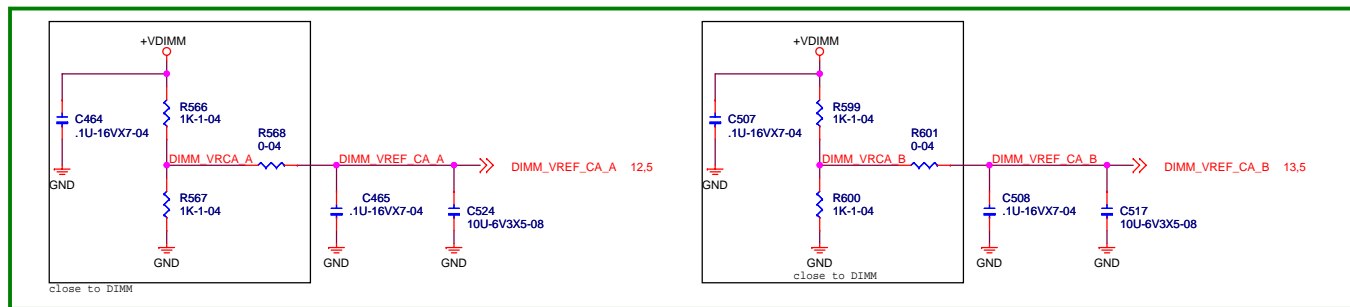 +VDIMM
C464
.1U-16VX7-04
R566
1K-1-04
R568
0-04
DIMM_VRCA_A
DIMM_VREF_CA_A
DIMM_VREF_CA_A 12,5
GND
R567
1K-1-04
C465
.1U-16VX7-04
C524
10U-6V3X5-08
GND
GND
GND
close to DIMM
+VDIMM
C507
.1U-16VX7-04
R599
1K-1-04
R601
0-04
DIMM_VRCA_B
DIMM_VREF_CA_B
DIMM_VREF_CA_B 13,5
GND
R600
1K-1-04
C508
.1U-16VX7-04
C517
10U-6V3X5-08
GND
GND
GND
close to DIMM